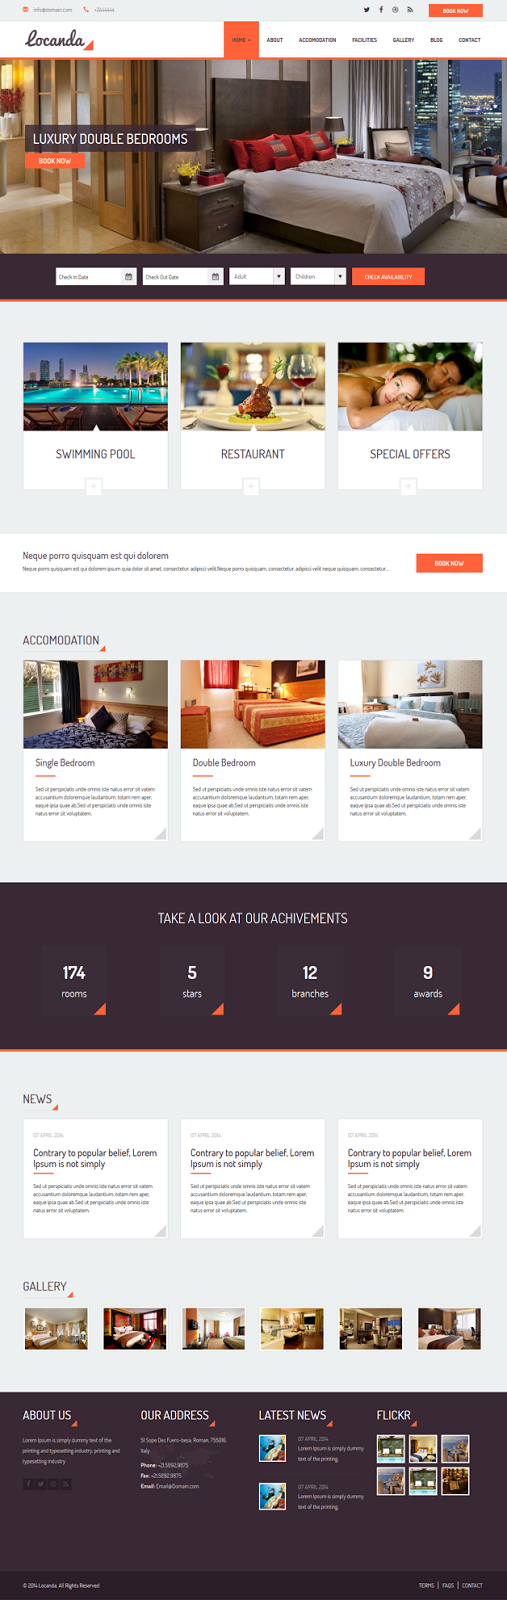 info@domain.com
BOOK NOW
Locanda
HOME ABOUT ACCOMODATION FACILITIES GALLERY BLOG CONTACT
LUXURY DOUBLE BEDROOMS
BOOK NOW
Check In Date Check Out Date Adult Children CHECK AVAILABILITY
SWIMMING POOL RESTAURANT SPECIAL OFFERS
Neque porro quisquam est qui dolorem
Neque porro quisquam est qui dolorem ipsum quia dolor sit amet, consectetur, adipisci velit.Neque porro quisquam, consectetur, adipisci velit neque quisquam, consectetur...
BOOK NOW
ACCOMODATION
Single Bedroom
Sed ut perspiciatis unde omnis iste natus error sit vatem
accusantium doloremque laudantium, totam rem aper,
eaque ipsa quae ab.Sed ut perspiciatis unde omnis iste
natus error sit voluptatem.
Double Bedroom
Sed ut perspiciatis unde omnis iste natus error sit vatem
accusantium doloremque laudantium, totam rem aper,
eaque ipsa quae ab.Sed ut perspiciatis unde omnis iste
natus error sit voluptatem.
Luxury Double Bedroom
Sed ut perspiciatis unde omnis iste natus error sit vatem
accusantium doloremque laudantium, totam rem aper,
eaque ipsa quae ab.Sed ut perspiciatis unde omnis iste
natus error sit voluptatem.
TAKE A LOOK AT OUR ACHIVEMENTS
174 5 12 9
rooms stars branches awards
NEWS
07 APRIL 2014
Contrary to popular belief, Lorem
Ipsum is not simply
Sed ut perspiciatis unde omnis iste natus error sit vatem
accusantium doloremque laudantium, totam rem aper,
eaque ipsa quae ab.Sed ut perspiciatis unde omnis iste
natus error sit voluptatem.
07 APRIL 2014
Contrary to popular belief, Lorem
Ipsum is not simply
Sed ut perspiciatis unde omnis iste natus error sit vatem
accusantium doloremque laudantium, totam rem aper,
eaque ipsa quae ab.Sed ut perspiciatis unde omnis iste
natus error sit voluptatem.
07 APRIL 2014
Contrary to popular belief, Lorem
Ipsum is not simply
Sed ut perspiciatis unde omnis iste natus error sit vatem
accusantium doloremque laudantium, totam rem aper,
eaque ipsa quae ab.Sed ut perspiciatis unde omnis iste
natus error sit voluptatem.
GALLERY
ABOUT US
Lorem Ipsum is simply dummy text of the
printing and typesetting industry. printing and
typesetting industry
OUR ADDRESS
51 Sope Des Fuero-besa, Roman, 755016,
Italy
Phone: +21.5892.9875
Fax: +21.5892.9875
Email: Email@Domain.com
LATEST NEWS
07 APRIL 2014
Lorem Ipsum is simply dummy
text of the printing.
07 APRIL 2014
Lorem Ipsum is simply dummy
text of the printing.
FLICKR
© 2014 Locanda. All Rights Reserved
TERMS | FAQS | CONTACT